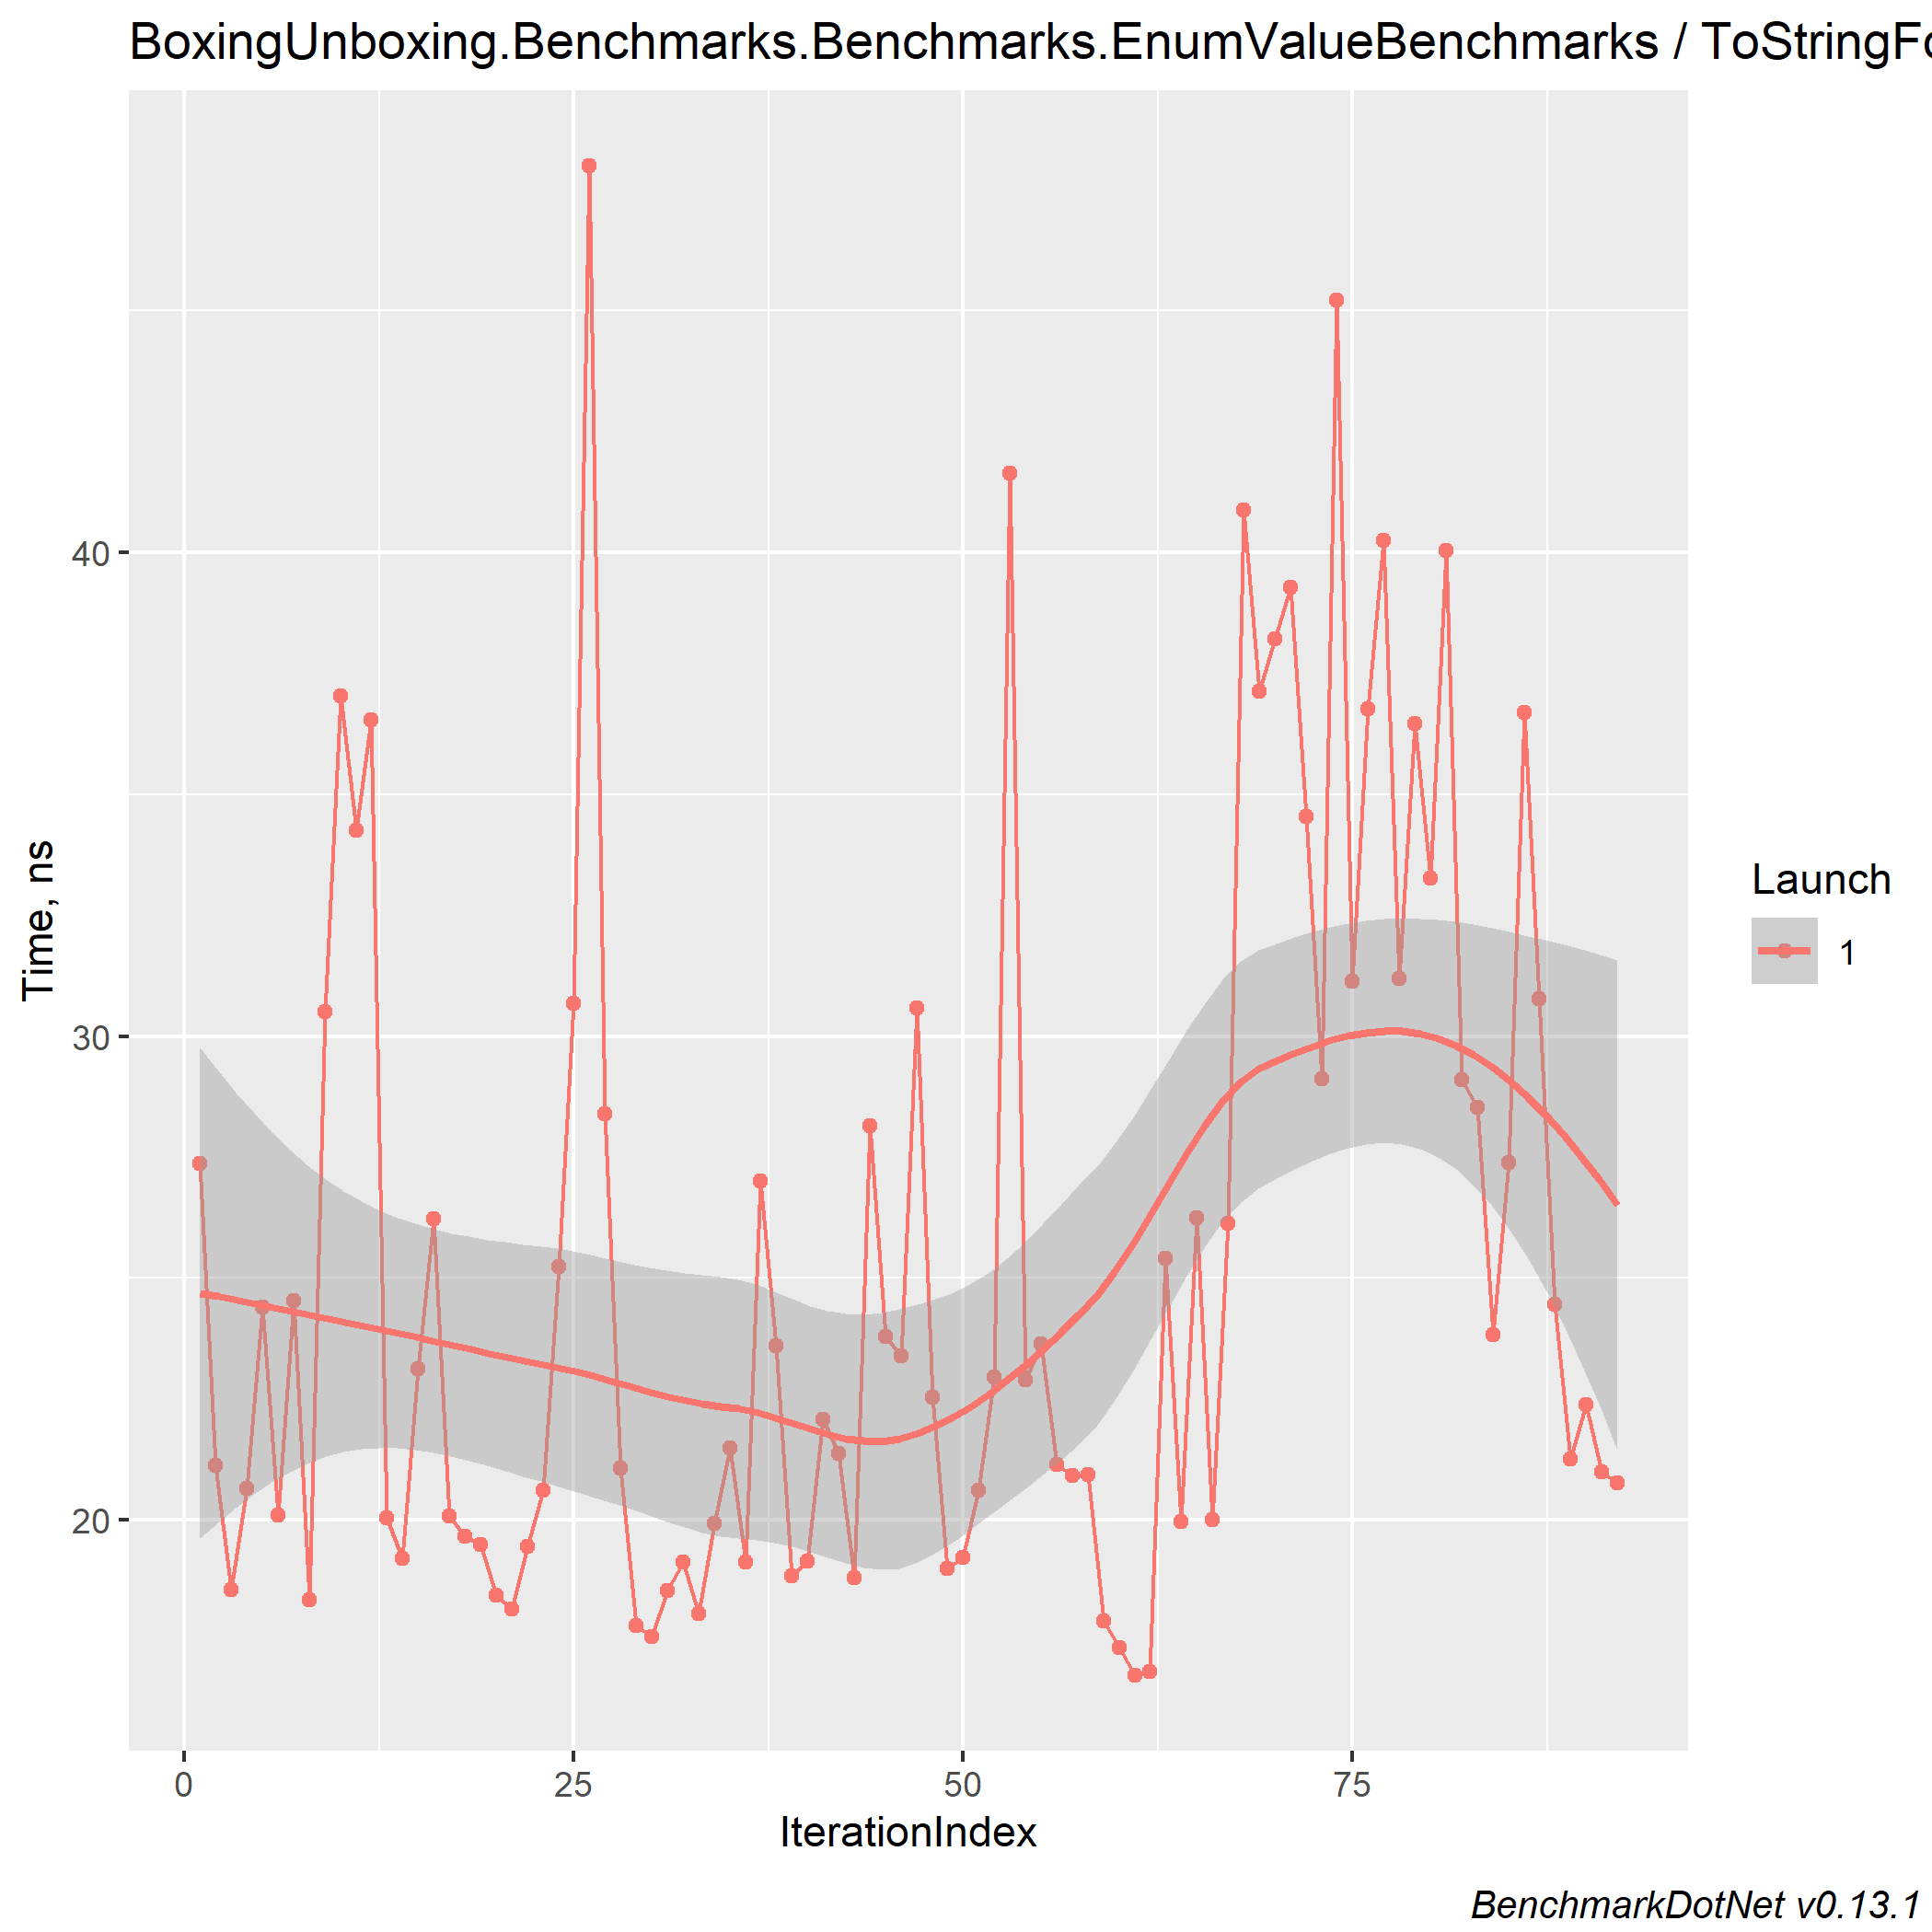 BoxingUnboxing.Benchmarks.Benchmarks.EnumValueBenchmarks / ToStringFo
Time, ns
40
30
20
0 25 50 75
IterationIndex
Launch
1
BenchmarkDotNet v0.13.1